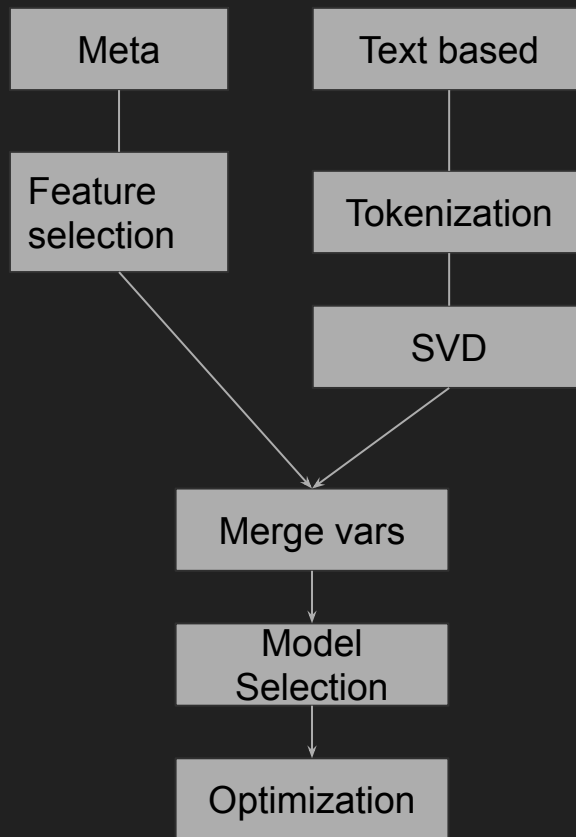 Meta
Text based
Feature
selection
Tokenization
SVD
Merge vars
Model
Selection
Optimization